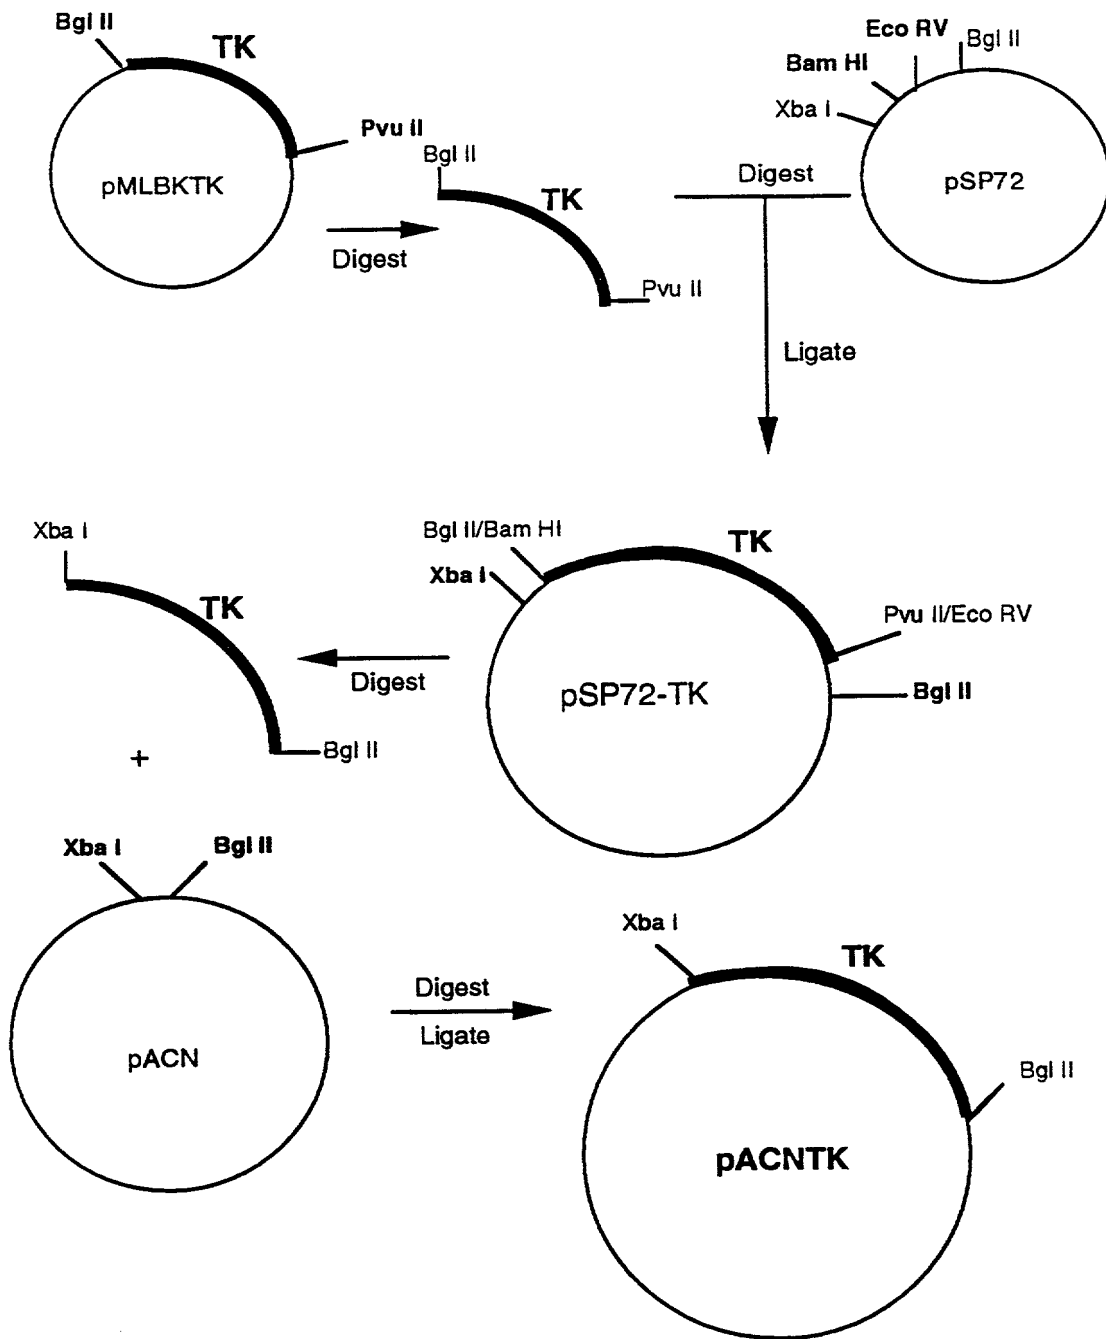 Bgl II
TK
Pvu II
pMLBKTK
Digest
Bgl II
TK
Pvu II
Eco RV
Bgl II
Bam HI
Xba I
pSP72
Digest
Ligate
Bgl II/Bam HI
TK
Xba I
Pvu II/Eco RV
Bgl II
pSP72-TK
Digest
Xba I
TK
Bgl II
+
Xba I
Bgl II
pACN
Digest
Ligate
Xba I
TK
Bgl II
pACNTK